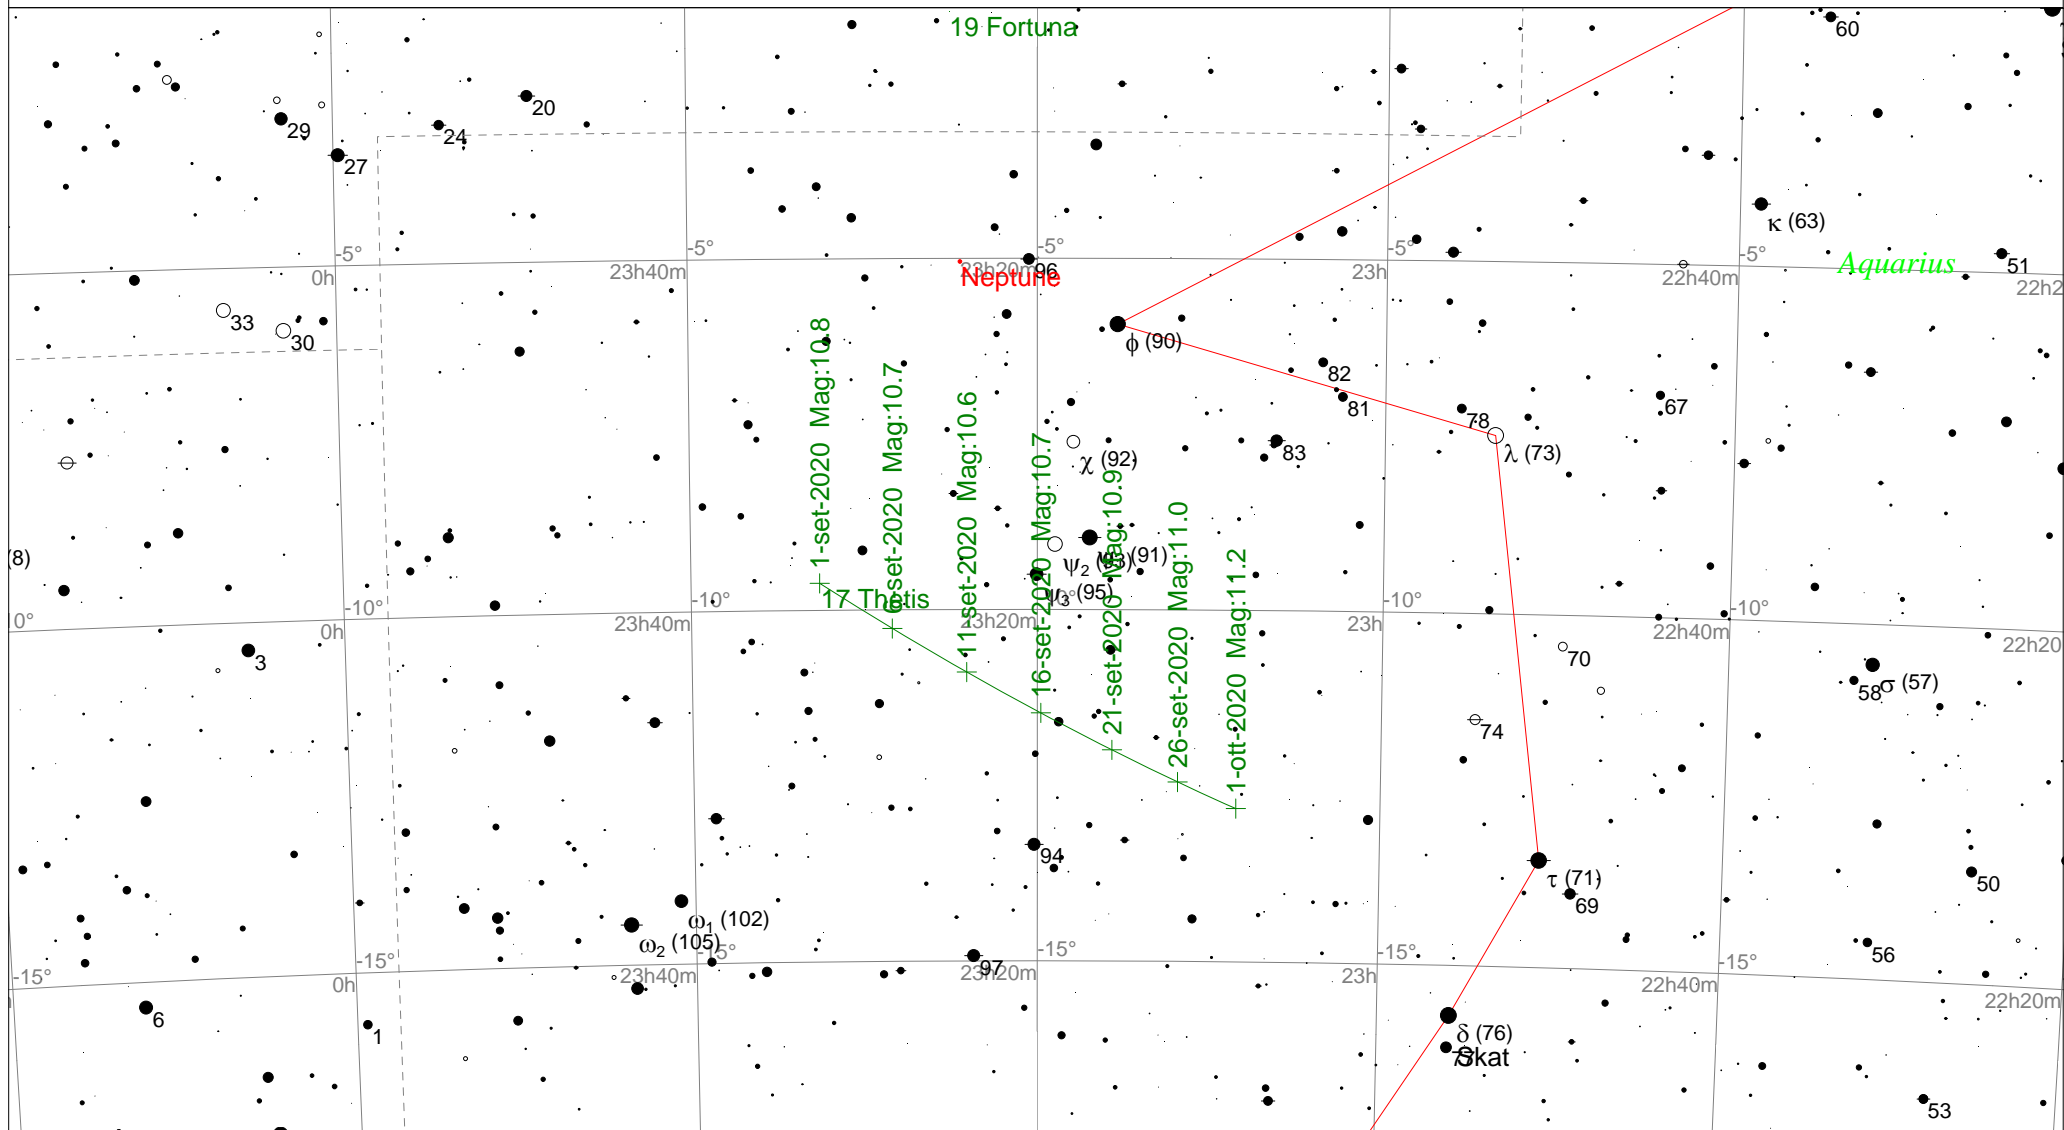 19 Fortuna
60
20
29
24
27
κ (63)
Aquarius
51
-5°
-5°
-5°
-5°
-5°
0h
23h40m
23h20m
96
23h
22h40m
22h2
Neptune
33
30
φ (90)
82
81
78
67
λ (73)
83
χ (92)
1-set-2020 Mag:10.8
6-set-2020 Mag:10.7
11-set-2020 Mag:10.6
16-set-2020 Mag:10.7
21-set-2020 Mag:10.9
26-set-2020 Mag:11.0
1-ott-2020 Mag:11.2
(8)
ψ2 (93)
(91)
ψ3 (95)
17 Thetis
0°
-10°
-10°
-10°
-10°
0h
23h40m
23h20m
23h
22h40m
22h20
3
70
58
σ (57)
74
94
τ (71)
69
50
ω1 (102)
ω2 (105)
56
97
-15°
-15°
-15°
-15°
-15°
-15°
0h
23h40m
23h20m
23h
22h40m
22h20m
6
1
δ (76)
77
Skat
53